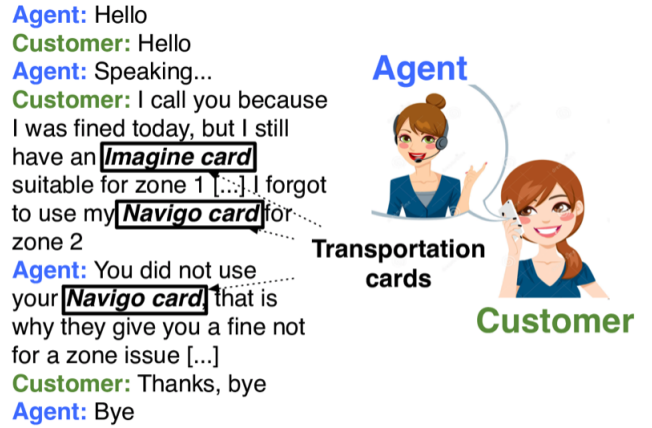 Agent: Hello
Customer: Hello
Agent: Speaking...
Customer: I call you because
I was fined today, but I still
have an Imagine card
suitable for zone 1 [...] I forgot
to use my Navigo card for
zone 2
Agent: You did not use
your Navigo card, that is
why they give you a fine not
for a zone issue [...]
Customer: Thanks, bye
Agent: Bye
Agent
Transportation
cards
Customer